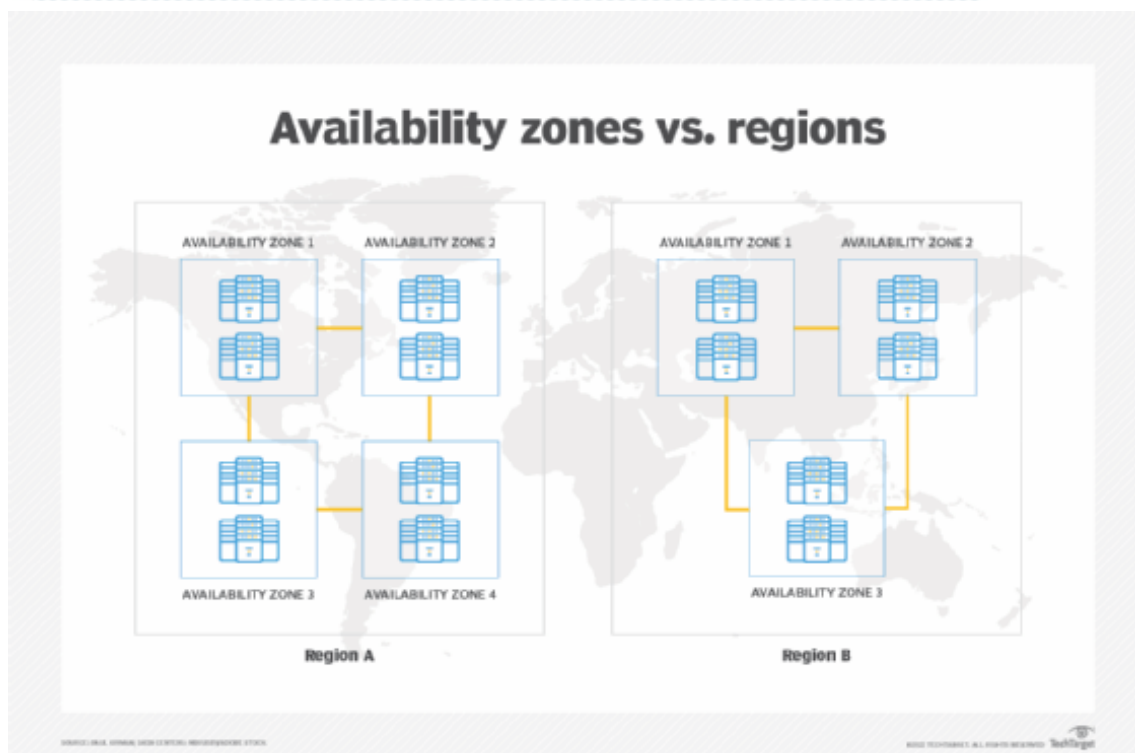 Availability zones vs. regions
AVAILABILITY ZONE 1
AVAILABILITY ZONE 2
AVAILABILITY ZONE 3
AVAILABILITY ZONE 4
Region A
AVAILABILITY ZONE 1
AVAILABILITY ZONE 2
AVAILABILITY ZONE 3
Region B
TechTarget